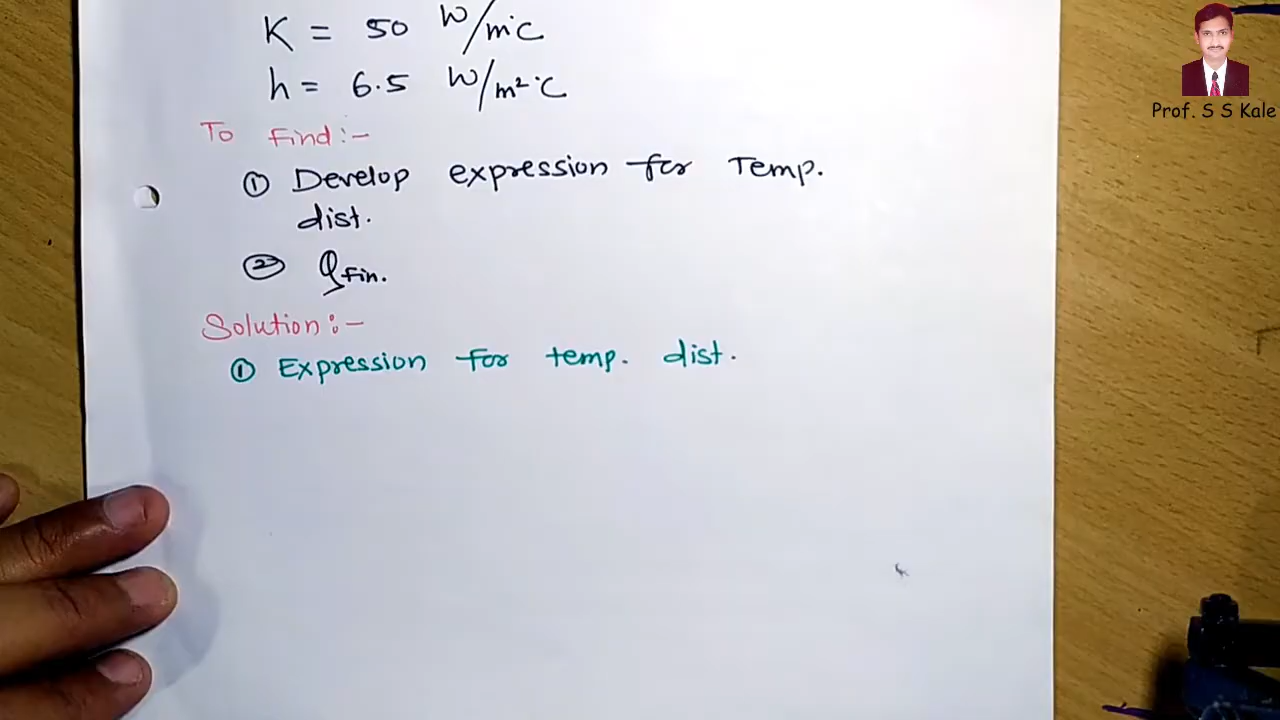 K = 50 W/m°C
h = 6.5 W/m²°C
Prof. S S Kale
To Find:-
① Develop expression for Temp.
dist.
② Qfin.
Solution:-
① Expression for temp. dist.